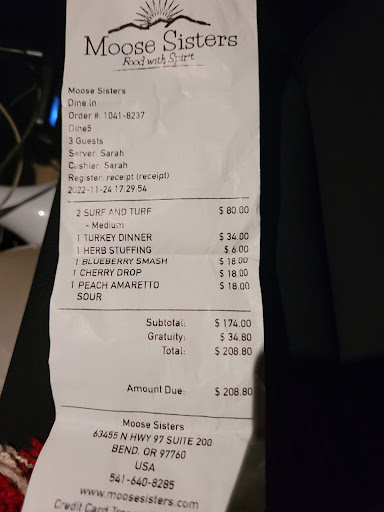 Moose Sisters
Food with Spirit
Moose Sisters
Dine in
Order #: 1041-8237
Dine5
3 Guests
Server: Sarah
Cashier: Sarah
Register: receipt (receipt)
2022-11-24 17:29:54
2 SURF AND TURF $ 80.00
- Medium
1 TURKEY DINNER $ 34.00
1 HERB STUFFING $ 6.00
1 BLUEBERRY SMASH $ 18.00
1 CHERRY DROP $ 18.00
1 PEACH AMARETTO $ 18.00
SOUR
Subtotal: $ 174.00
Gratuity: $ 34.80
Total: $ 208.80
Amount Due: $ 208.80
Moose Sisters
63455 N HWY 97 SUITE 200
BEND, OR 97760
USA
541-640-8285
www.moosesisters.com
Credit Card